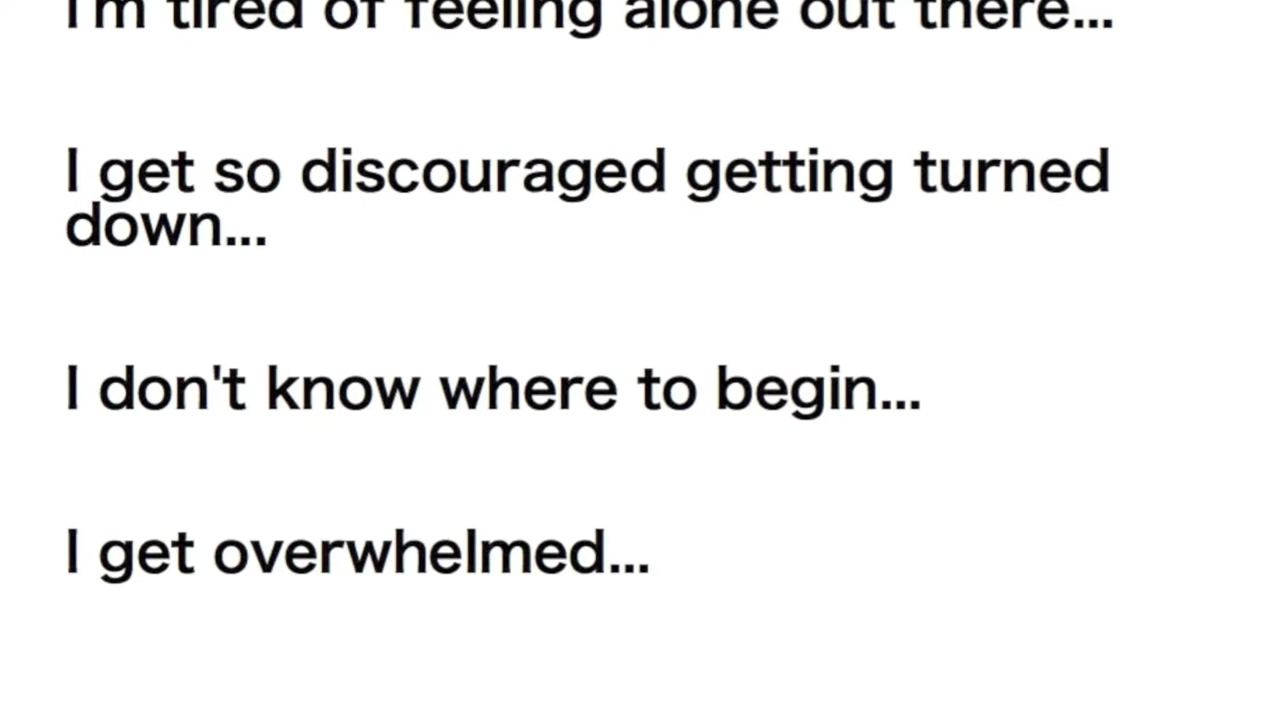 I'm tired of feeling alone out there...
I get so discouraged getting turned
down...
I don't know where to begin...
I get overwhelmed...